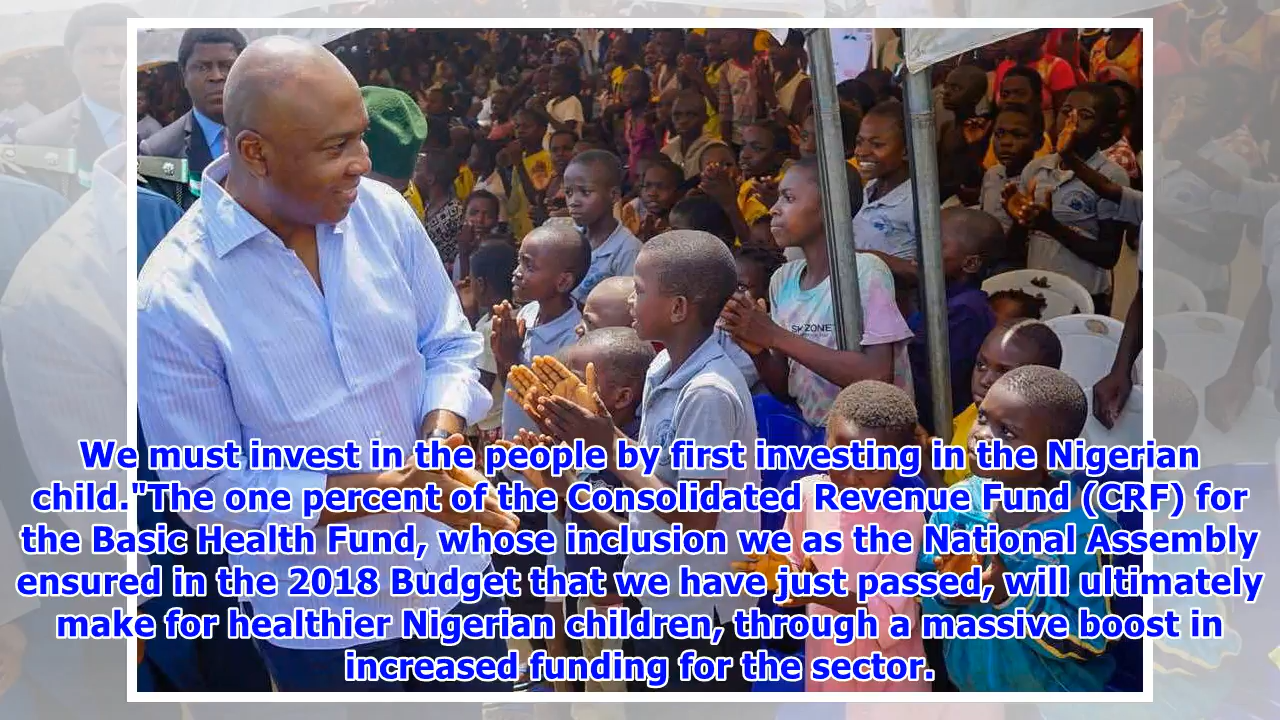 SK ZONE
We must invest in the people by first investing in the Nigerian
child."The one percent of the Consolidated Revenue Fund (CRF) for
the Basic Health Fund, whose inclusion we as the National Assembly
ensured in the 2018 Budget that we have just passed, will ultimately
make for healthier Nigerian children, through a massive boost in
increased funding for the sector.